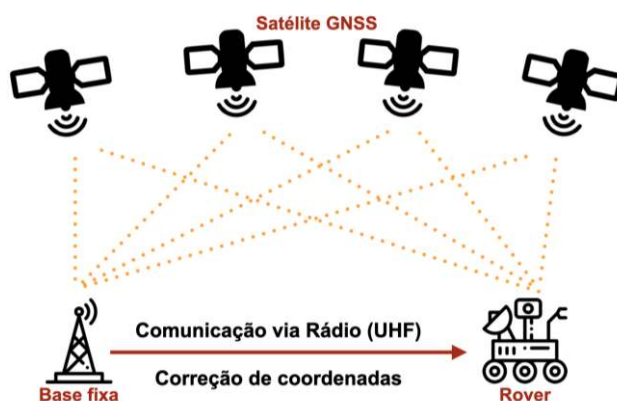 Satélite GNSS
Comunicação via Rádio (UHF)
Correção de coordenadas
Base fixa
Rover